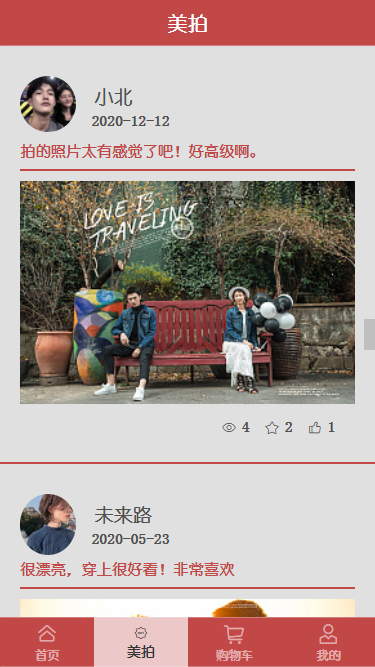 美拍
小北
2020-12-12
拍的照片太有感觉了吧！好高级啊。
LOVE IS
TRAVELING
4 2 1
未来路
2020-05-23
很漂亮，穿上很好看！非常喜欢
首页 美拍 购物车 我的